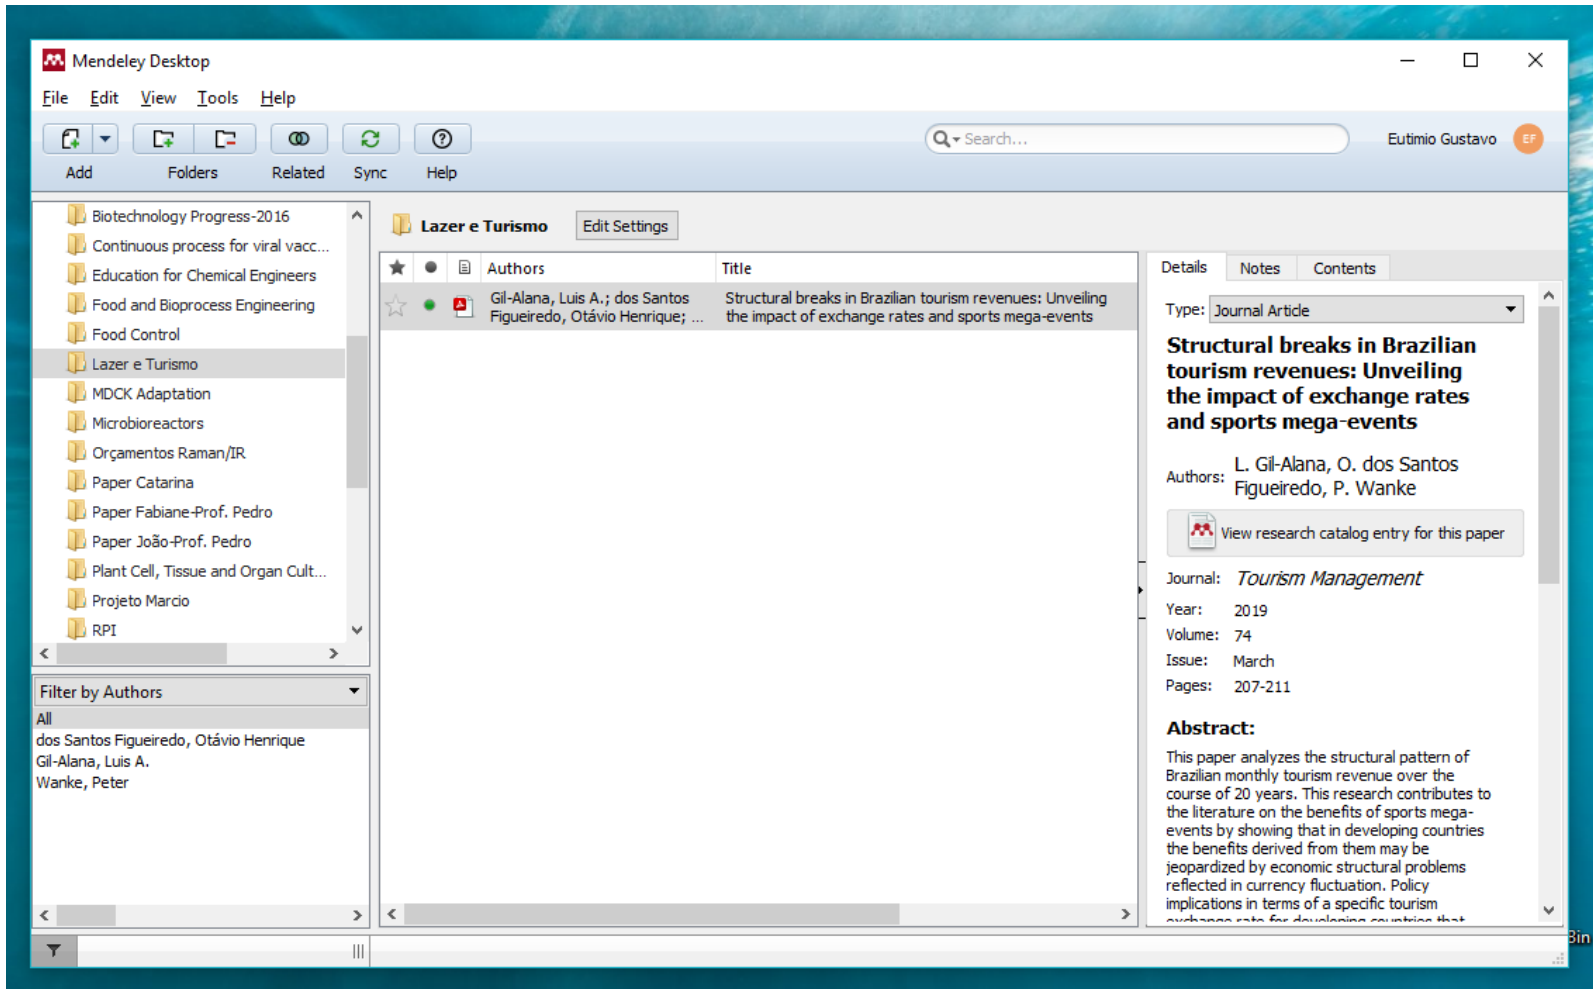 Mendeley Desktop
File Edit View Tools Help
Search...
Eutimio Gustavo
EF
Add Folders Related Sync Help
Biotechnology Progress-2016
Continuous process for viral vacc...
Education for Chemical Engineers
Food and Bioprocess Engineering
Food Control
Lazer e Turismo
MDCK Adaptation
Microbioreactors
Orçamentos Raman/IR
Paper Catarina
Paper Fabiane-Prof. Pedro
Paper João-Prof. Pedro
Plant Cell, Tissue and Organ Cult...
Projeto Marcio
RPI
Filter by Authors
All
dos Santos Figueiredo, Otávio Henrique
Gil-Alana, Luis A.
Wanke, Peter
Lazer e Turismo
Edit Settings
Authors Title
Gil-Alana, Luis A.; dos Santos
Figueiredo, Otávio Henrique; ...
Structural breaks in Brazilian tourism revenues: Unveiling
the impact of exchange rates and sports mega-events
Details Notes Contents
Type: Journal Article
Structural breaks in Brazilian
tourism revenues: Unveiling
the impact of exchange rates
and sports mega-events
Authors: L. Gil-Alana, O. dos Santos
Figueiredo, P. Wanke
View research catalog entry for this paper
Journal: Tourism Management
Year: 2019
Volume: 74
Issue: March
Pages: 207-211
Abstract:
This paper analyzes the structural pattern of
Brazilian monthly tourism revenue over the
course of 20 years. This research contributes to
the literature on the benefits of sports mega-
events by showing that in developing countries
the benefits derived from them may be
jeopardized by economic structural problems
reflected in currency fluctuation. Policy
implications in terms of a specific tourism
exchange rate for developing countries that
Bin